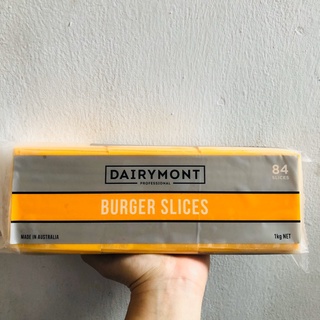 DAIRYMONT
PROFESSIONAL
84
SLICES
BURGER SLICES
MADE IN AUSTRALIA
1kg NET